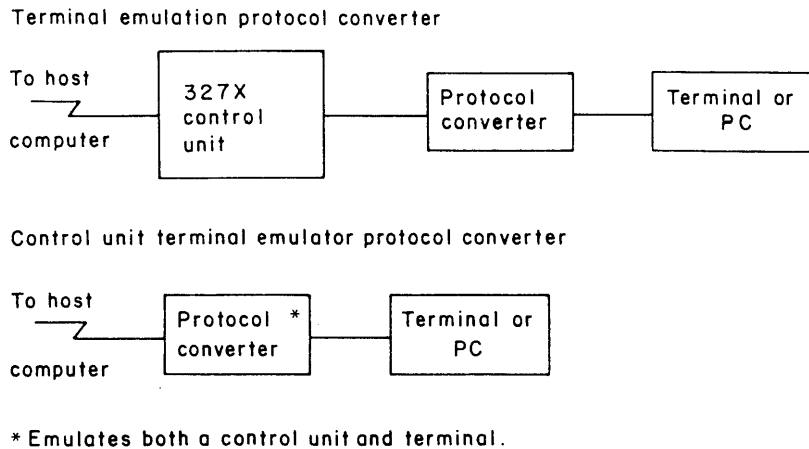 Terminal emulation protocol converter
To host
computer
327X
control
unit
Protocol
converter
Terminal or
PC
Control unit terminal emulator protocol converter
To host
computer
Protocol *
converter
Terminal or
PC
* Emulates both a control unit and terminal.